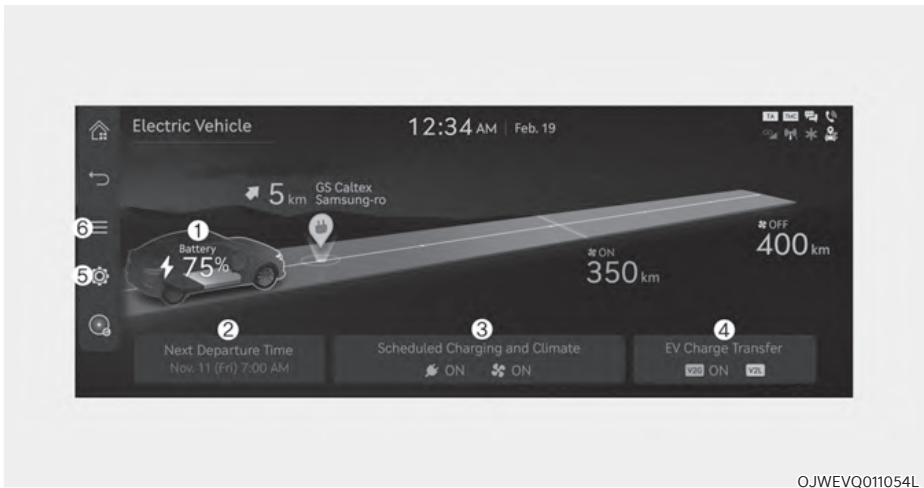 Electric Vehicle
12:34 AM | Feb. 19
TA TMC
5 km GS Caltex
Samsung-ro
⑥
①
Battery
75%
OFF
400 km
ON
350 km
⑤
②
Next Departure Time
Nov. 11 (Fri) 7:00 AM
③
Scheduled Charging and Climate
ON ON
④
EV Charge Transfer
V2G ON V2L
OJWEVQ011054L